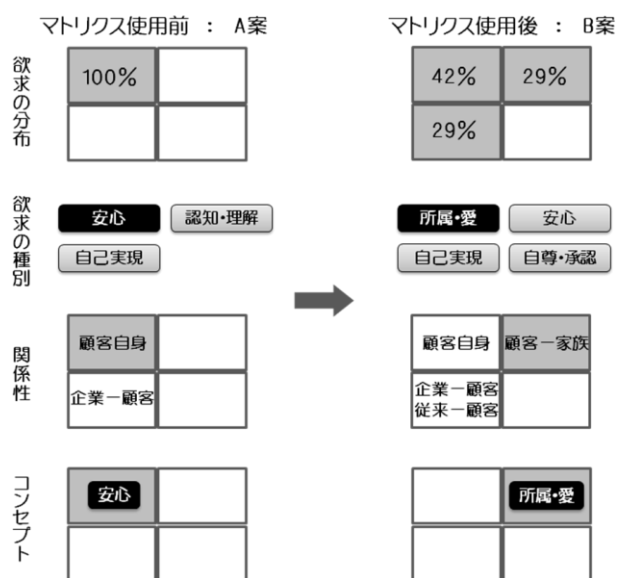 マトリクス使用前 : A案
マトリクス使用後 : B案
欲求の分布
100%
42%
29%
29%
欲求の種別
安心
認知・理解
自己実現
所属・愛
安心
自己実現
自尊・承認
関係性
顧客自身
企業ー顧客
顧客自身
顧客ー家族
企業ー顧客
従来ー顧客
コンセプト
安心
所属・愛